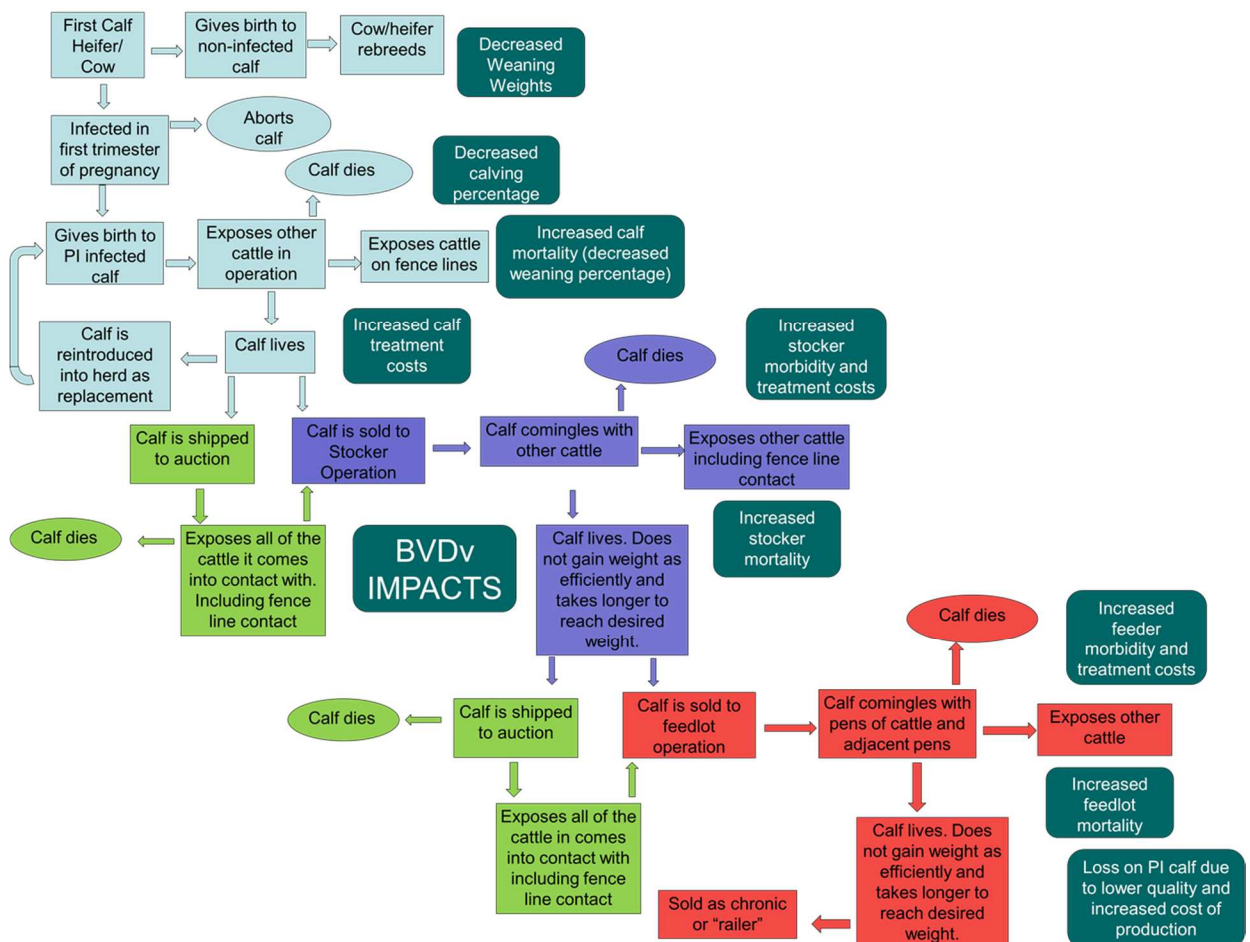 First Calf
Heifer/
Cow
Gives birth to
non-infected
calf
Cow/heifer
rebreeds
Decreased
Weaning
Weights
Infected in
first trimester
of pregnancy
Aborts
calf
Calf dies
Decreased
calving
percentage
Gives birth to
PI infected
calf
Exposes other
cattle in
operation
Exposes cattle
on fence lines
Increased calf
mortality (decreased
weaning percentage)
Calf is
reintroduced
into herd as
replacement
Calf lives
Increased calf
treatment
costs
Calf dies
Increased
stocker
morbidity and
treatment costs
Calf is shipped
to auction
Calf is sold to
Stocker
Operation
Calf comingles with
other cattle
Exposes other cattle
including fence line
contact
Calf dies
Exposes all of the
cattle it comes
into contact with.
Including fence
line contact
BVDv
IMPACTS
Calf lives. Does
not gain weight as
efficiently and
takes longer to
reach desired
weight.
Increased
stocker
mortality
Calf dies
Increased
feeder
morbidity and
treatment costs
Calf dies
Calf is shipped
to auction
Calf is sold to
feedlot
operation
Calf comingles with
pens of cattle and
adjacent pens
Exposes other
cattle
Increased
feedlot
mortality
Exposes all of the
cattle in comes
into contact with
including fence
line contact
Calf lives. Does
not gain weight as
efficiently and
takes longer to
reach desired
weight.
Sold as chronic
or “railer”
Loss on PI calf due
to lower quality and
increased cost of
production